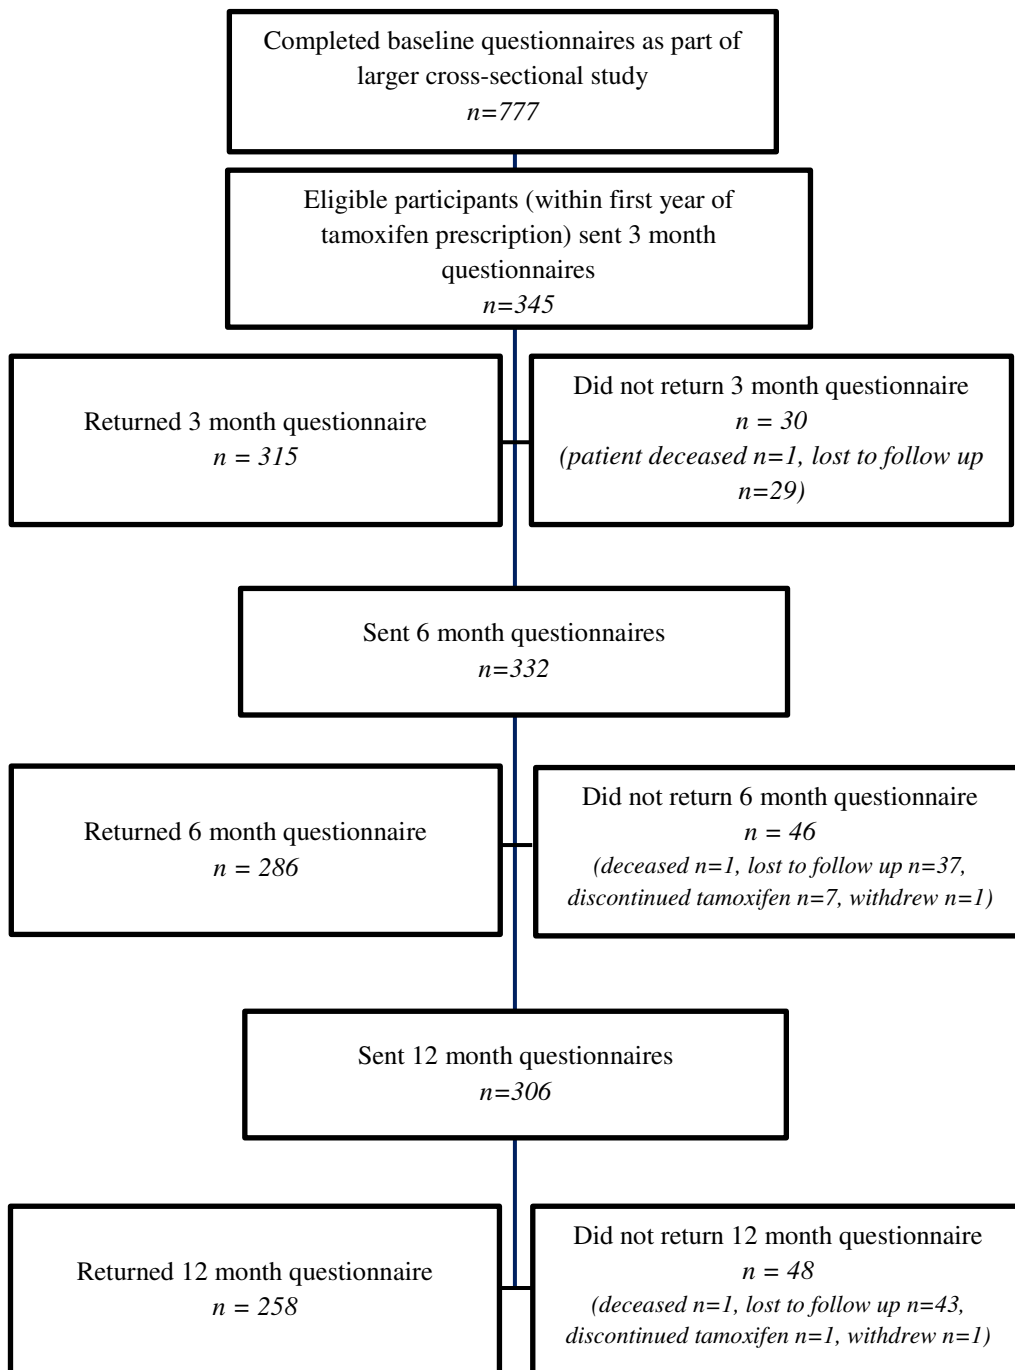 Completed baseline questionnaires as part of
larger cross-sectional study
n=777
Eligible participants (within first year of
tamoxifen prescription) sent 3 month
questionnaires
n=345
Returned 3 month questionnaire
n = 315
Did not return 3 month questionnaire
n = 30
(patient deceased n=1, lost to follow up
n=29)
Sent 6 month questionnaires
n=332
Returned 6 month questionnaire
n = 286
Did not return 6 month questionnaire
n = 46
(deceased n=1, lost to follow up n=37,
discontinued tamoxifen n=7, withdrew n=1)
Sent 12 month questionnaires
n=306
Returned 12 month questionnaire
n = 258
Did not return 12 month questionnaire
n = 48
(deceased n=1, lost to follow up n=43,
discontinued tamoxifen n=1, withdrew n=1)